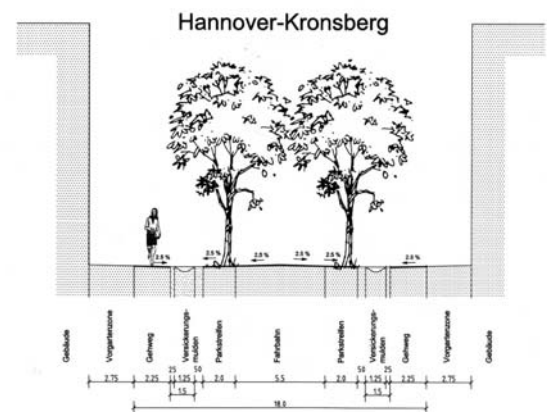 Hannover-Kronsberg
2.5 % 2.5 % 2.5 % 2.5 % 2.5 % 2.5 %
Gebäude
Vorgartenzone
Gehweg
Versickerungs-
mulden
Parkstreifen
Fahrbahn
Parkstreifen
Versickerungs-
mulden
Gehweg
Vorgartenzone
Gebäude
25 50 50 25
2.75 2.25 1.25 2.0 5.5 2.0 1.25 2.25 2.75
1.5 1.5
18.0